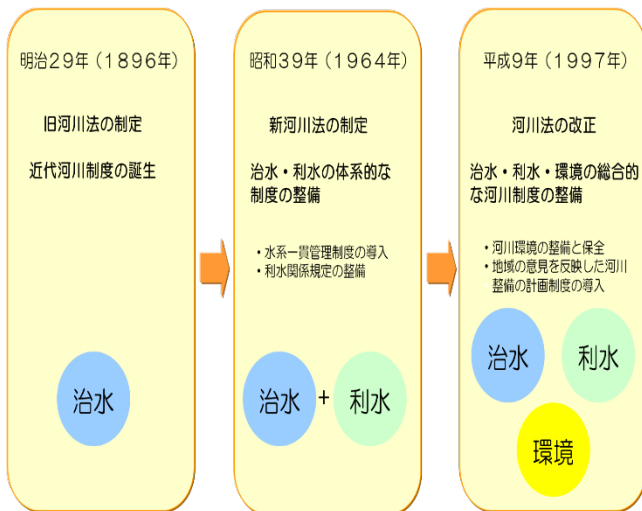 明治29年(1896年)
旧河川法の制定
近代河川制度の誕生
治水
昭和39年(1964年)
新河川法の制定
治水・利水の体系的な
制度の整備
・水系一貫管理制度の導入
・利水関係規定の整備
治水+利水
平成9年(1997年)
河川法の改正
治水・利水・環境の総合的
な河川制度の整備
・河川環境の整備と保全
・地域の意見を反映した河川
整備の計画制度の導入
治水
利水
環境